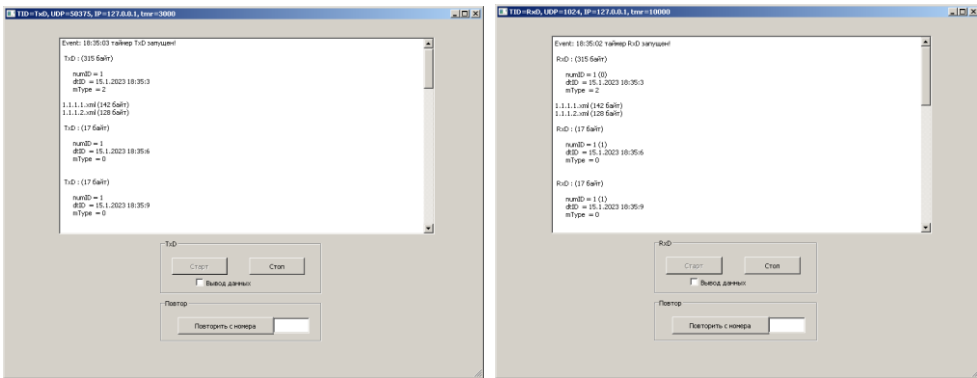 TID=TxD, UDP=50375, IP=127.0.0.1, tmr=3000
Event: 18:35:03 таймер TxD запущен!
TxD : (315 байт)
numID = 1
dtID = 15.1.2023 18:35:3
mType = 2
1.1.1.1.xml (142 байт)
1.1.1.2.xml (128 байт)
TxD : (17 байт)
numID = 1
dtID = 15.1.2023 18:35:6
mType = 0
TxD : (17 байт)
numID = 1
dtID = 15.1.2023 18:35:9
mType = 0
TxD
Старт
Стоп
Вывод данных
Повтор
Повторить с номера
TID=RxD, UDP=1024, IP=127.0.0.1, tmr=10000
Event: 18:35:02 таймер RxD запущен!
RxD : (315 байт)
numID = 1 (0)
dtID = 15.1.2023 18:35:3
mType = 2
1.1.1.1.xml (142 байт)
1.1.1.2.xml (128 байт)
RxD : (17 байт)
numID = 1 (1)
dtID = 15.1.2023 18:35:6
mType = 0
RxD : (17 байт)
numID = 1 (1)
dtID = 15.1.2023 18:35:9
mType = 0
RxD
Старт
Стоп
Вывод данных
Повтор
Повторить с номера